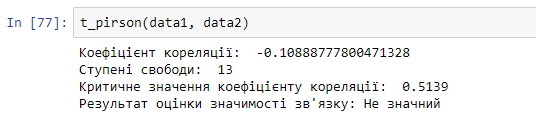 In [77]: t_pirson(data1, data2)
Коефіцієнт кореляції:  -0.10888777800471328
Ступені свободи:  13
Критичне значення коефіцієнту кореляції:  0.5139
Результат оцінки значимості зв'язку: Не значний